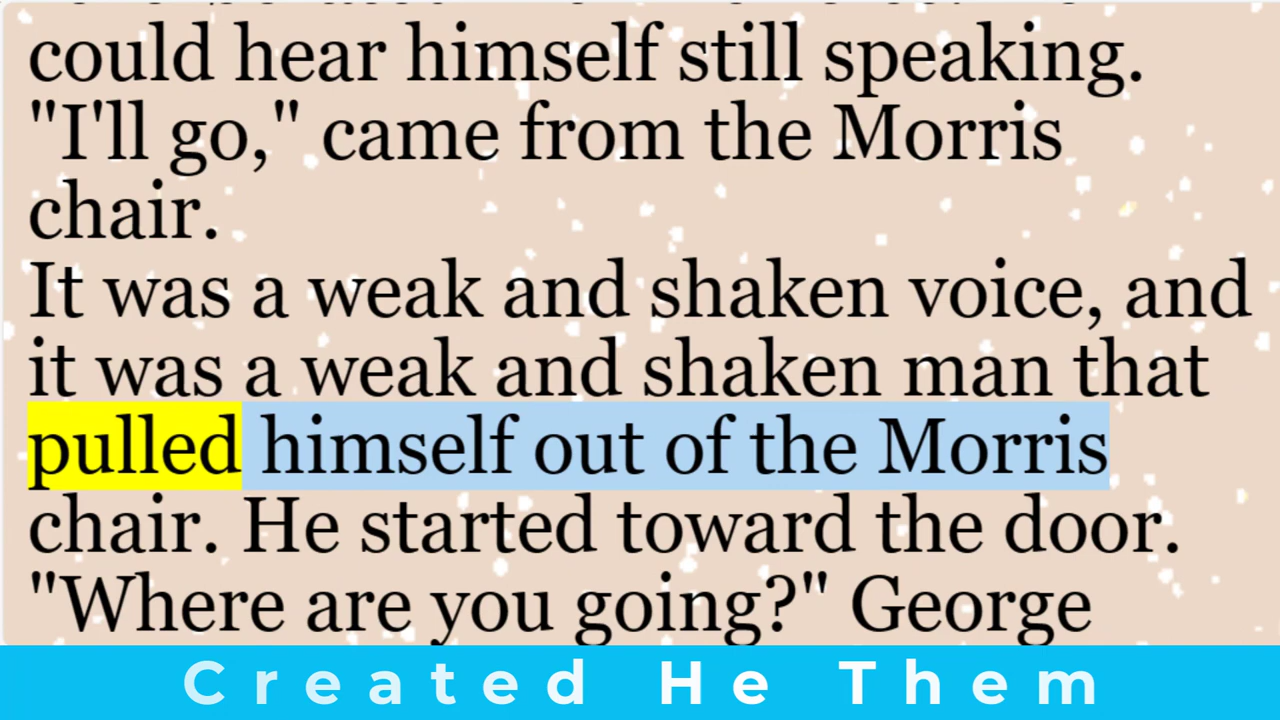 could hear himself still speaking.
"I'll go," came from the Morris
chair.
It was a weak and shaken voice, and
it was a weak and shaken man that
pulled himself out of the Morris
chair. He started toward the door.
"Where are you going?" George
Created He Them